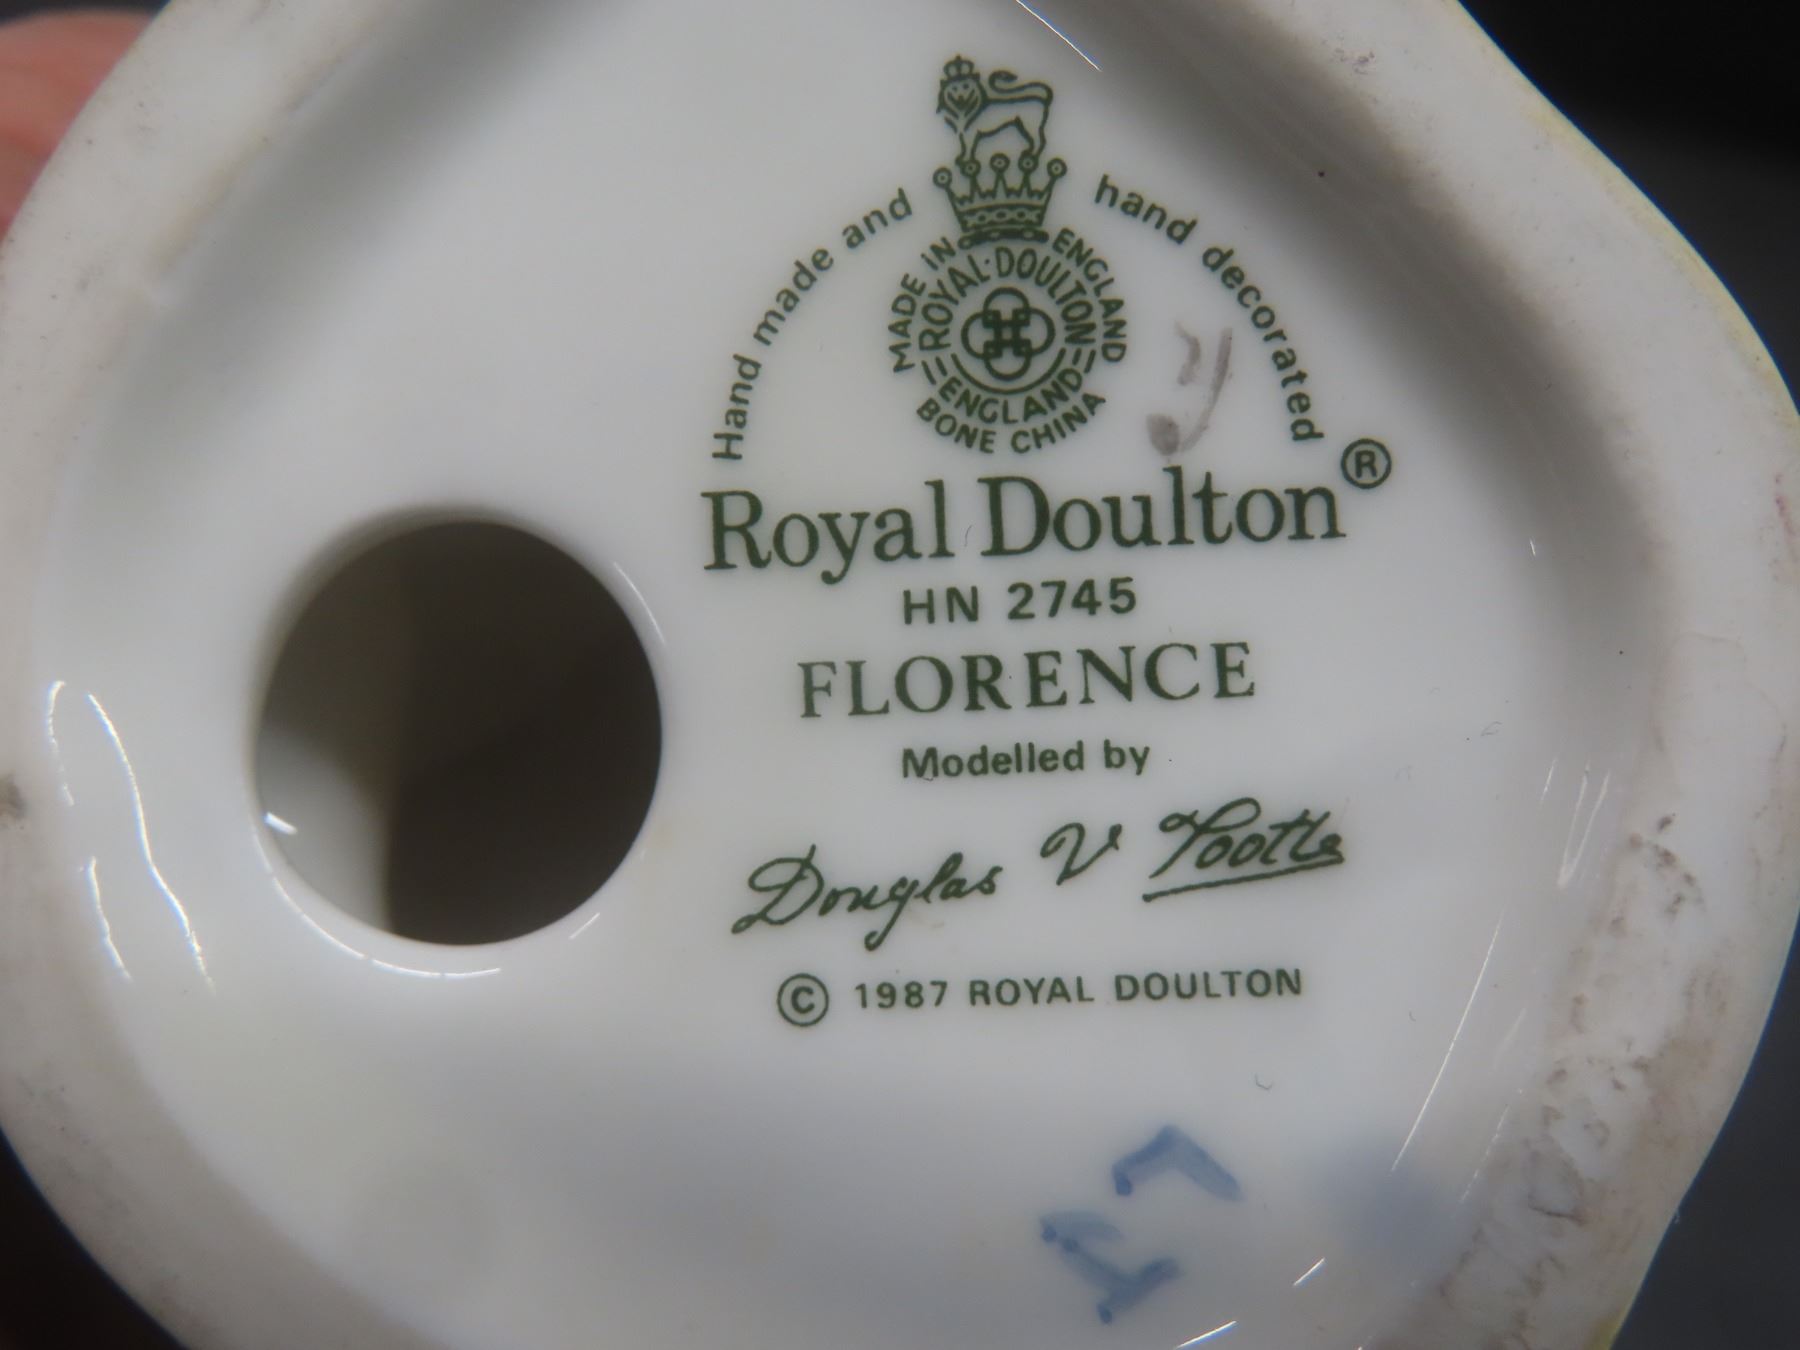 Hand made and hand decorated
MADE IN ENGLAND
ROYAL·DOULTON
ENGLAND
BONE CHINA
Royal Doulton ®
HN 2745
FLORENCE
Modelled by
Douglas V Tootle
© 1987 ROYAL DOULTON